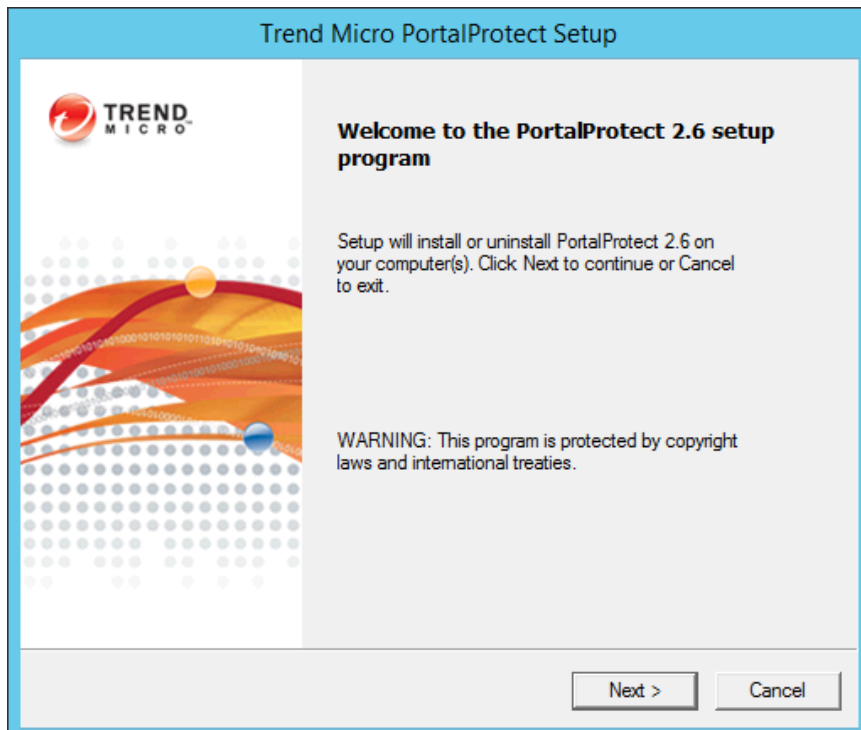 Trend Micro PortalProtect Setup
TREND
MICRO™
Welcome to the PortalProtect 2.6 setup
program
Setup will install or uninstall PortalProtect 2.6 on
your computer(s). Click Next to continue or Cancel
to exit.
WARNING: This program is protected by copyright
laws and international treaties.
Next >
Cancel